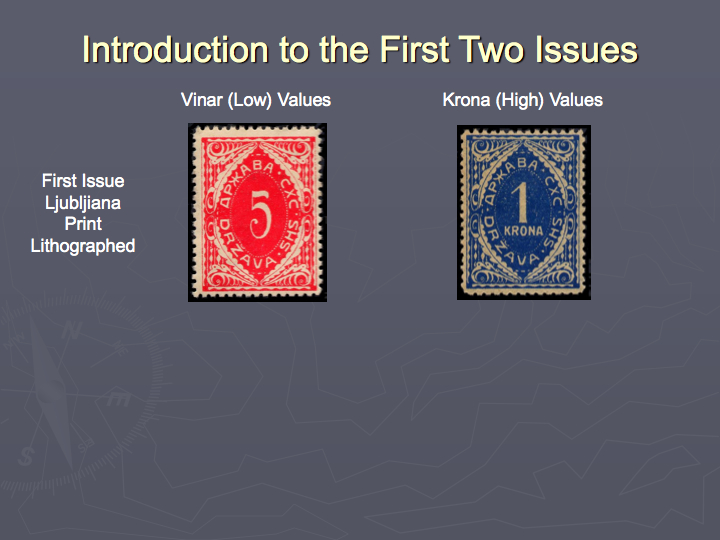 Introduction to the First Two Issues
Vinar (Low) Values
Krona (High) Values
First Issue
Ljubljiana
Print
Lithographed
ДРЖАВА · СХС
5
DRŽAVA · SHS
ДРЖАВА · СХС
1
KRONA
DRŽAVA · SHS
N
m
S